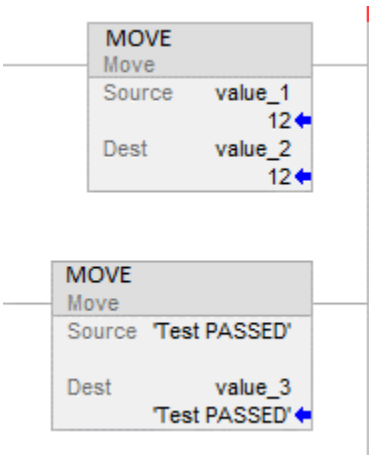 MOVE
Move
Source value_1
12
Dest value_2
12
MOVE
Move
Source 'Test PASSED'
Dest value_3
'Test PASSED'